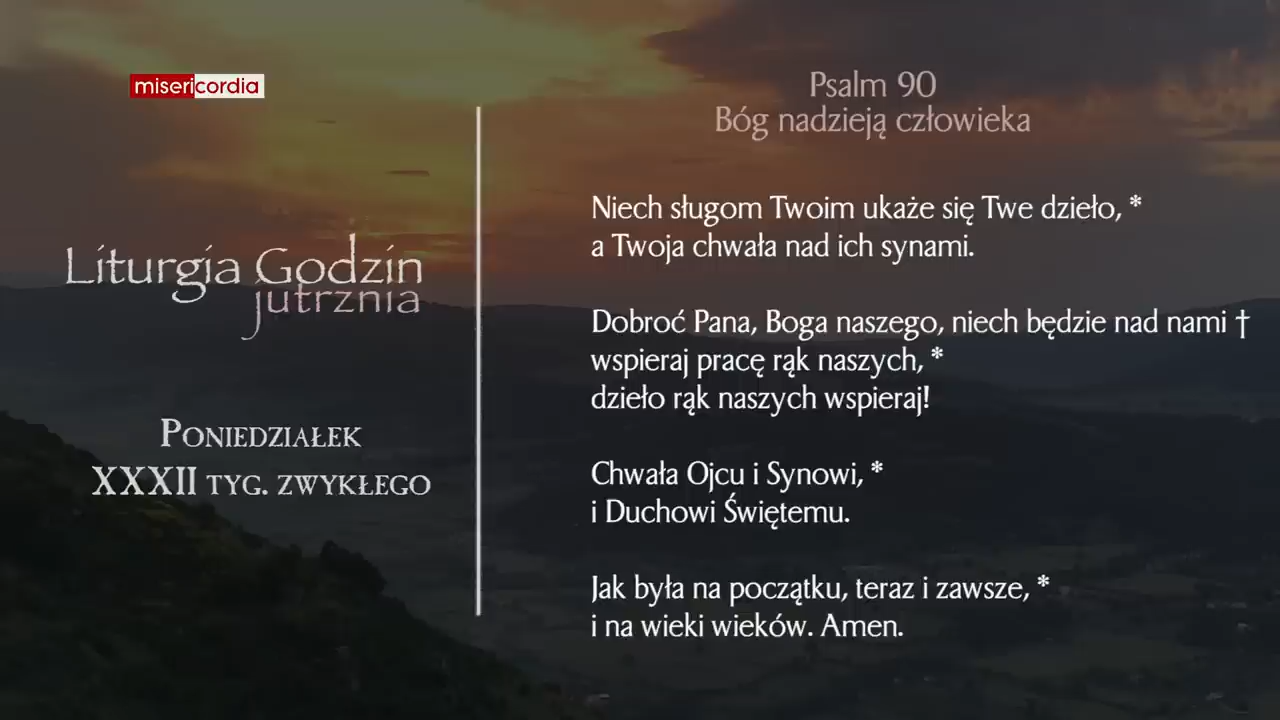 misericordia
Liturgia Godzin
jutrznia
Poniedziałek
XXXII tyg. zwykłego
Psalm 90
Bóg nadzieją człowieka
Niech sługom Twoim ukaże się Twe dzieło, *
a Twoja chwała nad ich synami.
Dobroć Pana, Boga naszego, niech będzie nad nami †
wspieraj pracę rąk naszych, *
dzieło rąk naszych wspieraj!
Chwała Ojcu i Synowi, *
i Duchowi Świętemu.
Jak była na początku, teraz i zawsze, *
i na wieki wieków. Amen.